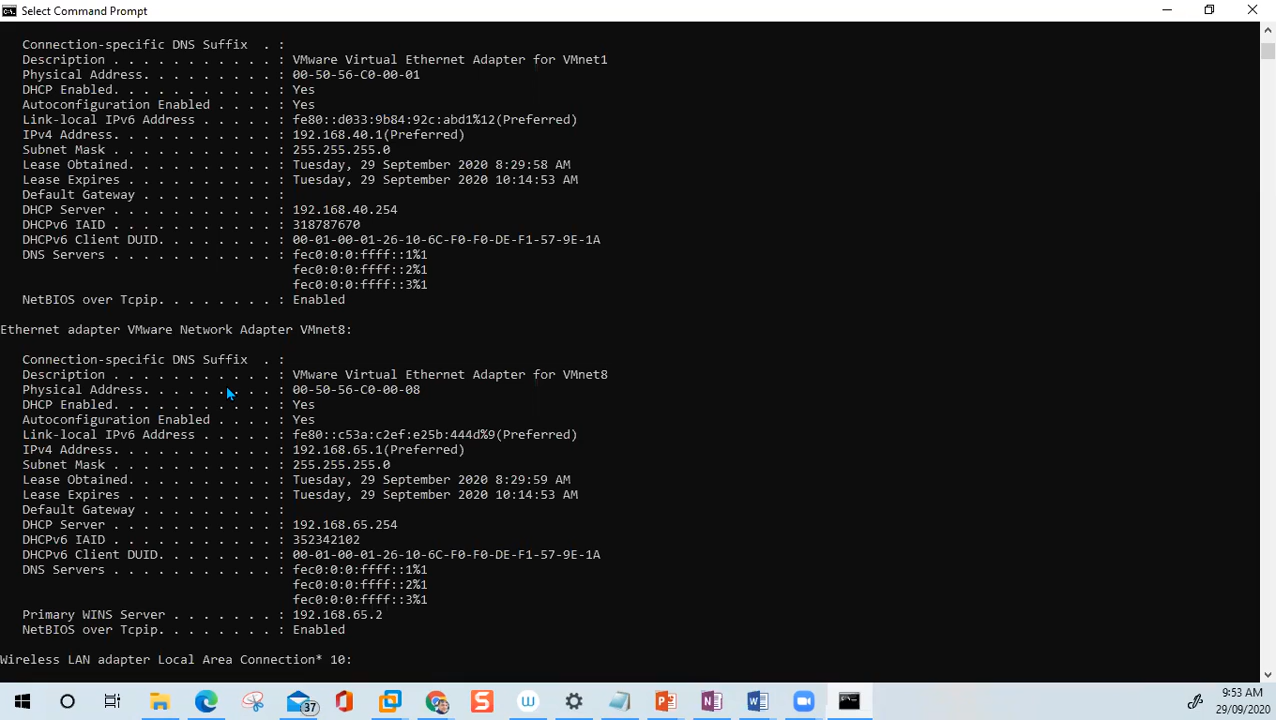 Select Command Prompt
Connection-specific DNS Suffix . :
Description . . . . . . . . . . . : VMware Virtual Ethernet Adapter for VMnet1
Physical Address. . . . . . . . . : 00-50-56-C0-00-01
DHCP Enabled. . . . . . . . . . . : Yes
Autoconfiguration Enabled . . . . : Yes
Link-local IPv6 Address . . . . . : fe80::d033:9b84:92c:abd1%12(Preferred)
IPv4 Address. . . . . . . . . . . : 192.168.40.1(Preferred)
Subnet Mask . . . . . . . . . . . : 255.255.255.0
Lease Obtained. . . . . . . . . . : Tuesday, 29 September 2020 8:29:58 AM
Lease Expires . . . . . . . . . . : Tuesday, 29 September 2020 10:14:53 AM
Default Gateway . . . . . . . . . :
DHCP Server . . . . . . . . . . . : 192.168.40.254
DHCPv6 IAID . . . . . . . . . . . : 318787670
DHCPv6 Client DUID. . . . . . . . : 00-01-00-01-26-10-6C-F0-F0-DE-F1-57-9E-1A
DNS Servers . . . . . . . . . . . : fec0:0:0:ffff::1%1
fec0:0:0:ffff::2%1
fec0:0:0:ffff::3%1
NetBIOS over Tcpip. . . . . . . . : Enabled
Ethernet adapter VMware Network Adapter VMnet8:
Connection-specific DNS Suffix . :
Description . . . . . . . . . . . : VMware Virtual Ethernet Adapter for VMnet8
Physical Address. . . . . . . . . : 00-50-56-C0-00-08
DHCP Enabled. . . . . . . . . . . : Yes
Autoconfiguration Enabled . . . . : Yes
Link-local IPv6 Address . . . . . : fe80::c53a:c2ef:e25b:444d%9(Preferred)
IPv4 Address. . . . . . . . . . . : 192.168.65.1(Preferred)
Subnet Mask . . . . . . . . . . . : 255.255.255.0
Lease Obtained. . . . . . . . . . : Tuesday, 29 September 2020 8:29:59 AM
Lease Expires . . . . . . . . . . : Tuesday, 29 September 2020 10:14:53 AM
Default Gateway . . . . . . . . . :
DHCP Server . . . . . . . . . . . : 192.168.65.254
DHCPv6 IAID . . . . . . . . . . . : 352342102
DHCPv6 Client DUID. . . . . . . . : 00-01-00-01-26-10-6C-F0-F0-DE-F1-57-9E-1A
DNS Servers . . . . . . . . . . . : fec0:0:0:ffff::1%1
fec0:0:0:ffff::2%1
fec0:0:0:ffff::3%1
Primary WINS Server . . . . . . . : 192.168.65.2
NetBIOS over Tcpip. . . . . . . . : Enabled
Wireless LAN adapter Local Area Connection* 10:
37
9:53 AM
29/09/2020